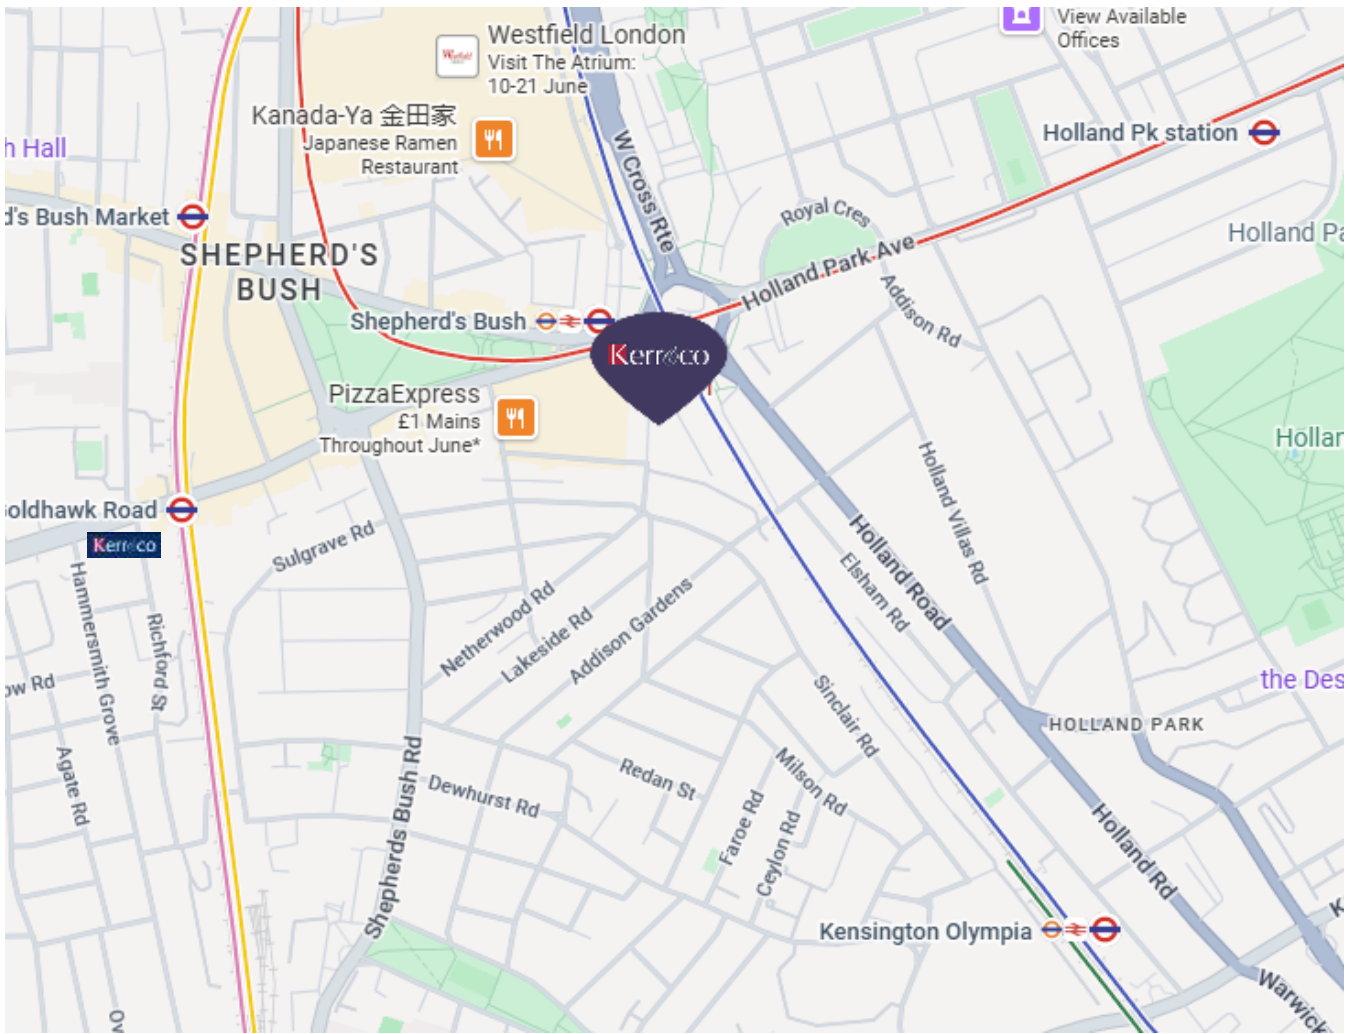 View Available
Offices
Westfield London
Visit The Atrium:
10-21 June
Kanada-Ya 金田家
Japanese Ramen
Restaurant
h Hall
W Cross Rte
Holland Pk station
d's Bush Market
Royal Cres
Holland Pa
SHEPHERD'S
BUSH
Holland Park Ave
Addison Rd
Shepherd's Bush
Kerr&co
PizzaExpress
£1 Mains
Throughout June*
Hollar
Holland Villas Rd
oldhawk Road
Kerr&co
Sulgrave Rd
Holland Road
Elsham Rd
Hammersmith Grove
Richford St
Netherwood Rd
Lakeside Rd
Addison Gardens
ow Rd
the Des
Sinclair Rd
HOLLAND PARK
Agate Rd
Shepherds Bush Rd
Dewhurst Rd
Redan St
Milson Rd
Faroe Rd
Ceylon Rd
Holland Rd
Kensington Olympia
K
Warwick
Ov